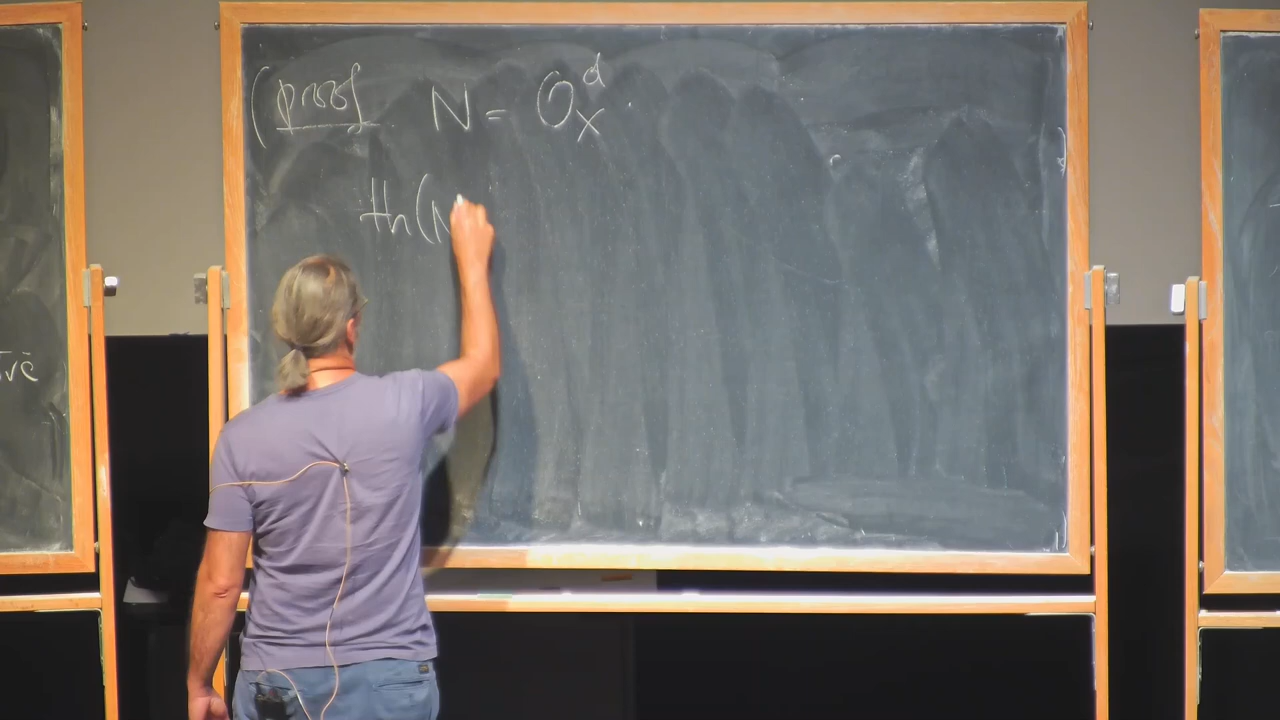 (proof. N = O_X^d.
th(N